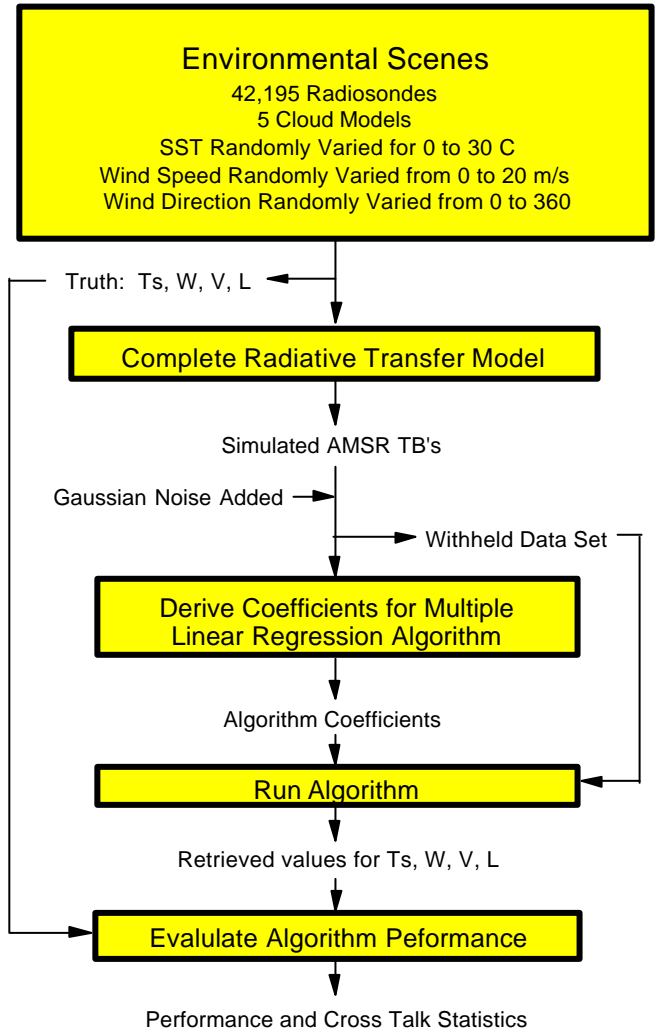 Environmental Scenes
42,195 Radiosondes
5 Cloud Models
SST Randomly Varied for 0 to 30 C
Wind Speed Randomly Varied from 0 to 20 m/s
Wind Direction Randomly Varied from 0 to 360
Truth: Ts, W, V, L
Complete Radiative Transfer Model
Simulated AMSR TB's
Gaussian Noise Added
Withheld Data Set
Derive Coefficients for Multiple
Linear Regression Algorithm
Algorithm Coefficients
Run Algorithm
Retrieved values for Ts, W, V, L
Evalulate Algorithm Peformance
Performance and Cross Talk Statistics